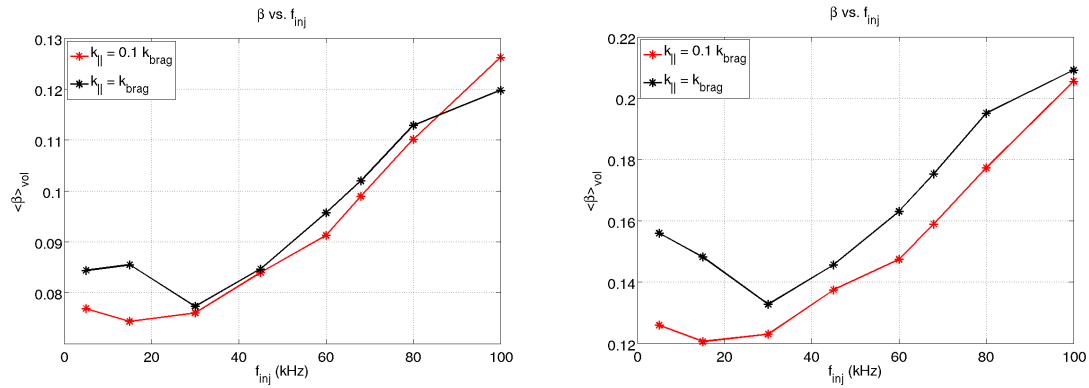 β vs. f_inj
0.13
0.12
0.11
0.1
0.09
0.08
<β>_vol
k_|| = 0.1 k_brag
k_|| = k_brag
0 20 40 60 80 100
f_inj (kHz)
β vs. f_inj
0.22
0.2
0.18
0.16
0.14
0.12
<β>_vol
k_|| = 0.1 k_brag
k_|| = k_brag
0 20 40 60 80 100
f_inj (kHz)